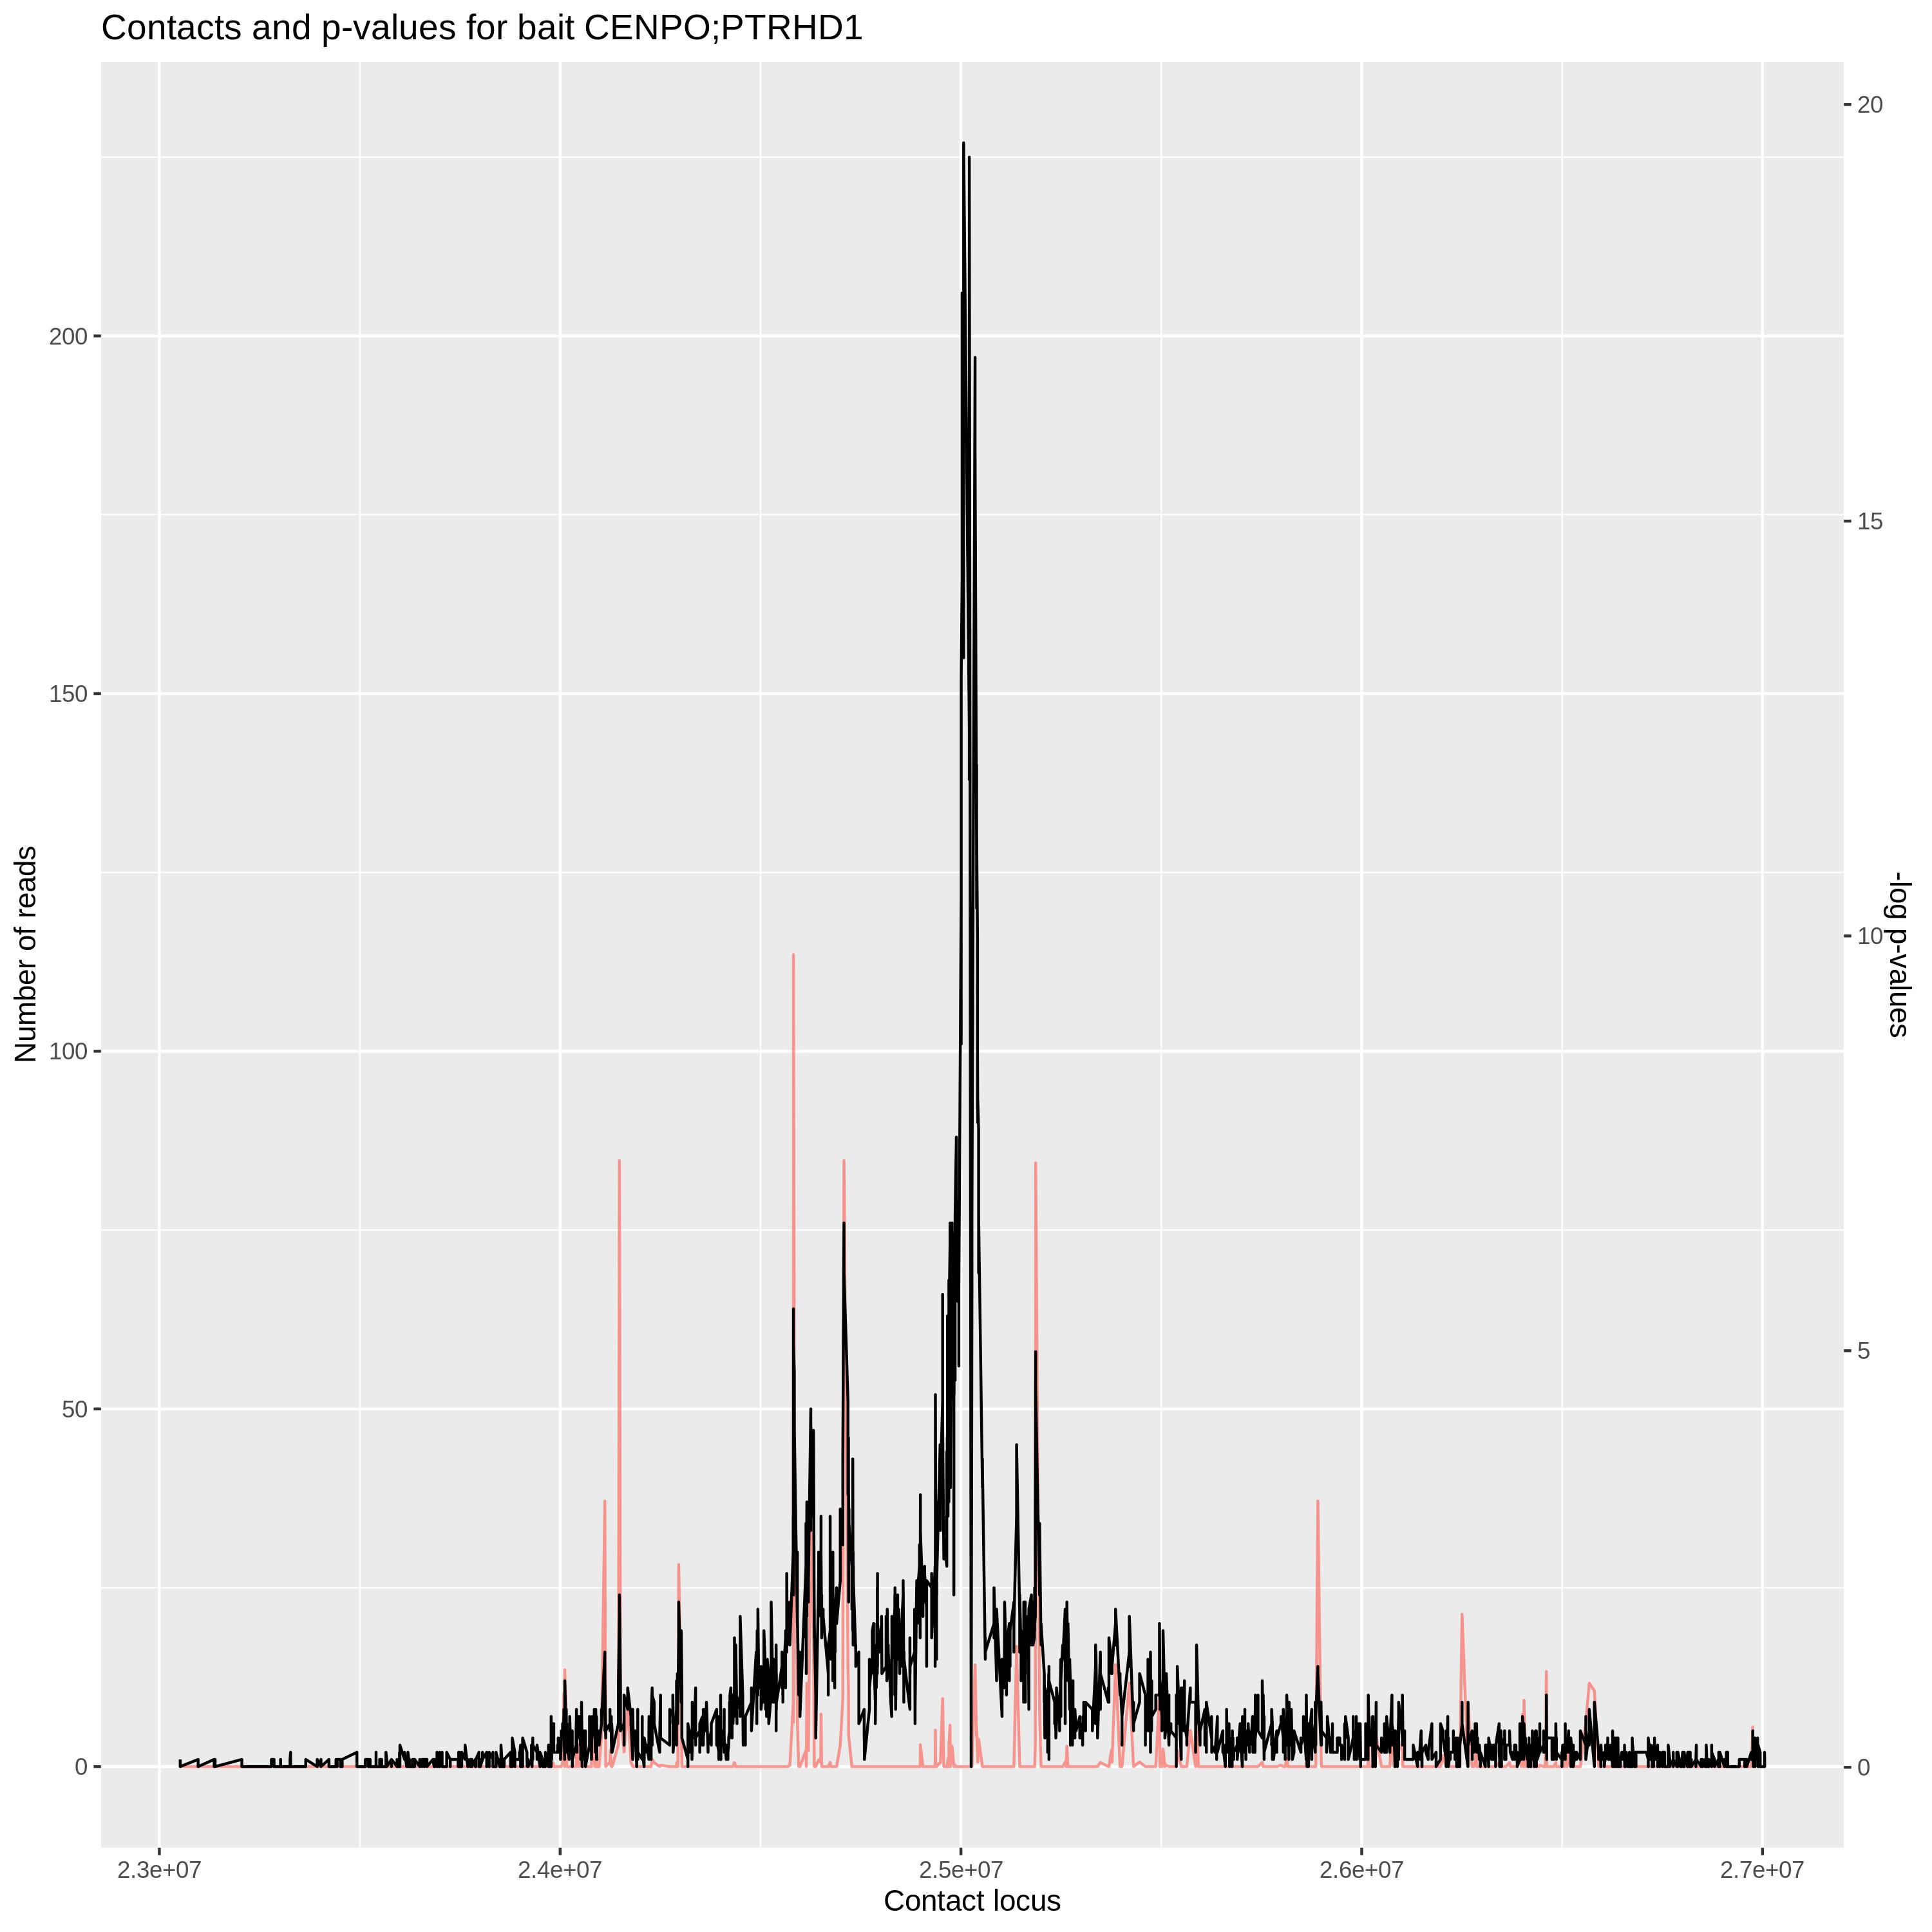 Contacts and p-values for bait CENPO;PTRHD1
Number of reads
200
150
100
50
0
20
15
10
5
0
-log p-values
2.3e+07
2.4e+07
2.5e+07
2.6e+07
2.7e+07
Contact locus